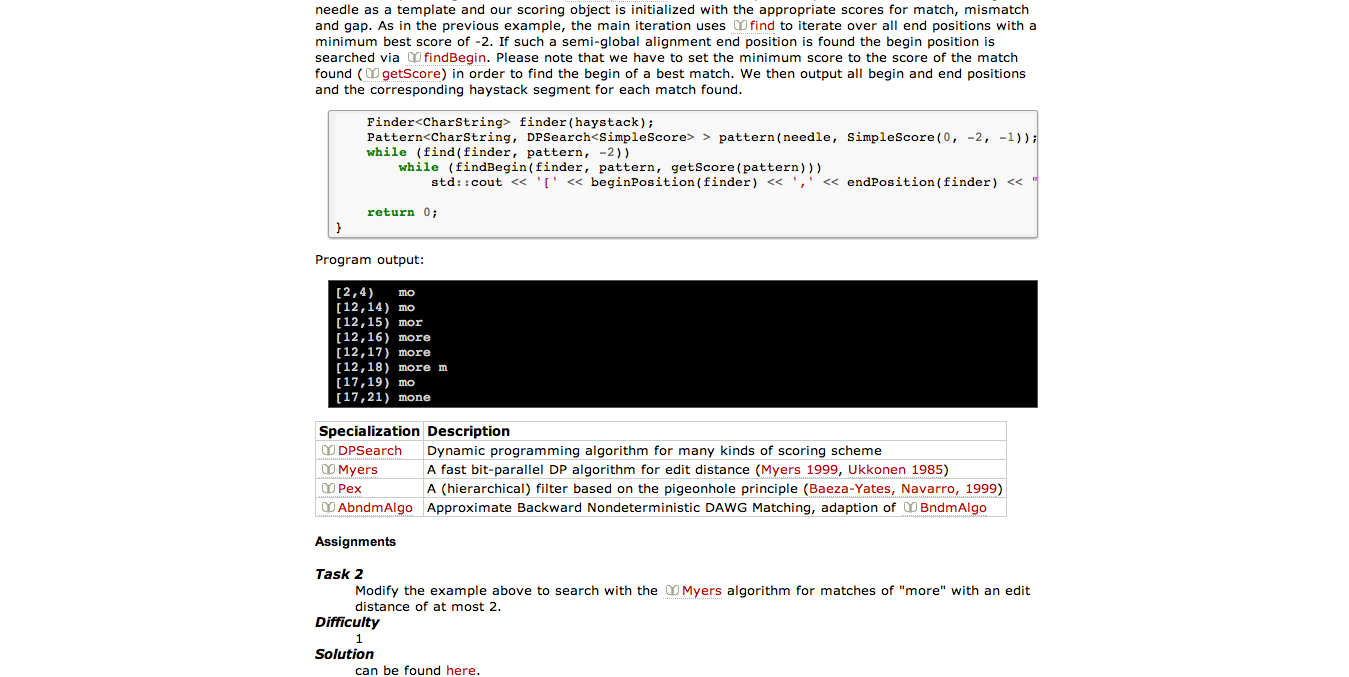 needle as a template and our scoring object is initialized with the appropriate scores for match, mismatch
and gap. As in the previous example, the main iteration uses find to iterate over all end positions with a
minimum best score of -2. If such a semi-global alignment end position is found the begin position is
searched via findBegin. Please note that we have to set the minimum score to the score of the match
found ( getScore) in order to find the begin of a best match. We then output all begin and end positions
and the corresponding haystack segment for each match found.
Finder<CharString> finder(haystack);
Pattern<CharString, DPSearch<SimpleScore> > pattern(needle, SimpleScore(0, -2, -1));
while (find(finder, pattern, -2))
while (findBegin(finder, pattern, getScore(pattern)))
std::cout << '[' << beginPosition(finder) << ',' << endPosition(finder) << "
return 0;
}
Program output:
[2,4) mo
[12,14) mo
[12,15) mor
[12,16) more
[12,17) more
[12,18) more m
[17,19) mo
[17,21) mone
Specialization Description
DPSearch Dynamic programming algorithm for many kinds of scoring scheme
Myers A fast bit-parallel DP algorithm for edit distance (Myers 1999, Ukkonen 1985)
Pex A (hierarchical) filter based on the pigeonhole principle (Baeza-Yates, Navarro, 1999)
AbndmAlgo Approximate Backward Nondeterministic DAWG Matching, adaption of BndmAlgo
Assignments
Task 2
Modify the example above to search with the Myers algorithm for matches of "more" with an edit
distance of at most 2.
Difficulty
1
Solution
can be found here.